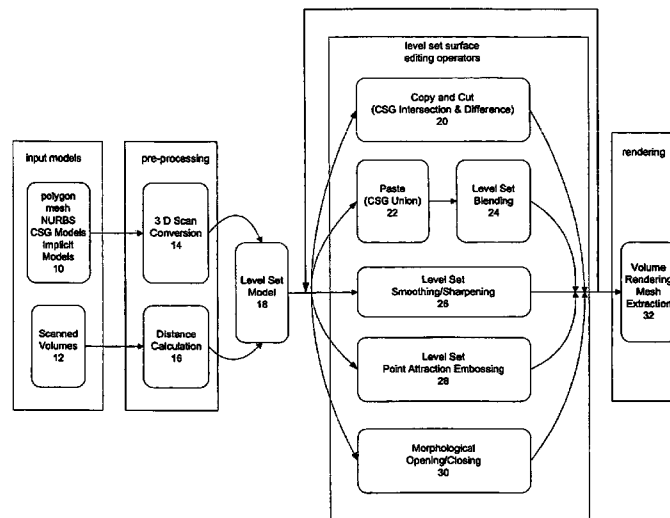 level set surface
editing operators
Copy and Cut
(CSG Intersection & Difference)
20
input models
pre-processing
rendering
polygon
mesh
NURBS
CSG Models
Implicit
Models
10
3 D Scan
Conversion
14
Paste
(CSG Union)
22
Level Set
Blending
24
Level Set
Model
18
Level Set
Smoothing/Sharpening
26
Volume
Rendering
Mesh
Extraction
32
Scanned
Volumes
12
Distance
Calculation
16
Level Set
Point Attraction Embossing
28
Morphological
Opening/Closing
30